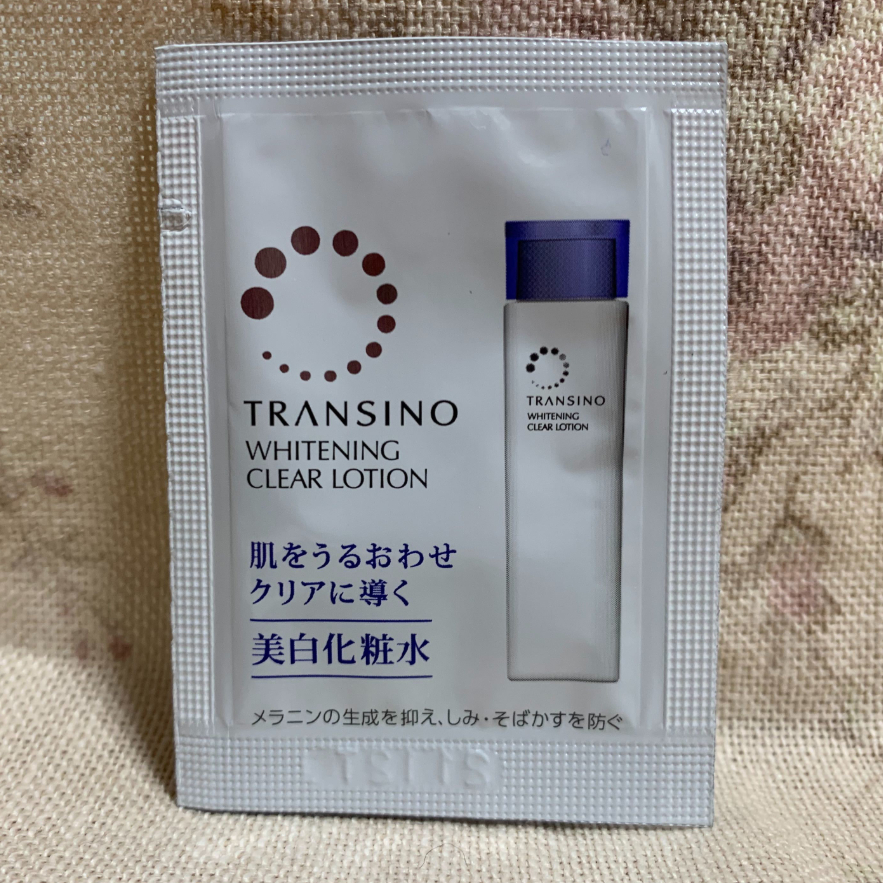 TRANSINO
WHITENING
CLEAR LOTION
肌をうるおわせ
クリアに導く
美白化粧水
メラニンの生成を抑え、しみ・そばかすを防ぐ
TRANSINO
WHITENING
CLEAR LOTION